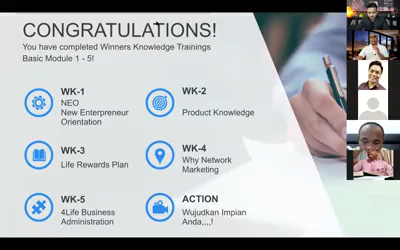 CONGRATULATIONS!
You have completed Winners Knowledge Trainings
Basic Module 1 - 5!
WK-1
NEO
New Enterpreneur
Orientation
WK-2
Product Knowledge
WK-3
Life Rewards Plan
WK-4
Why Network
Marketing
WK-5
4Life Business
Administration
ACTION
Wujudkan Impian
Anda,,,,!